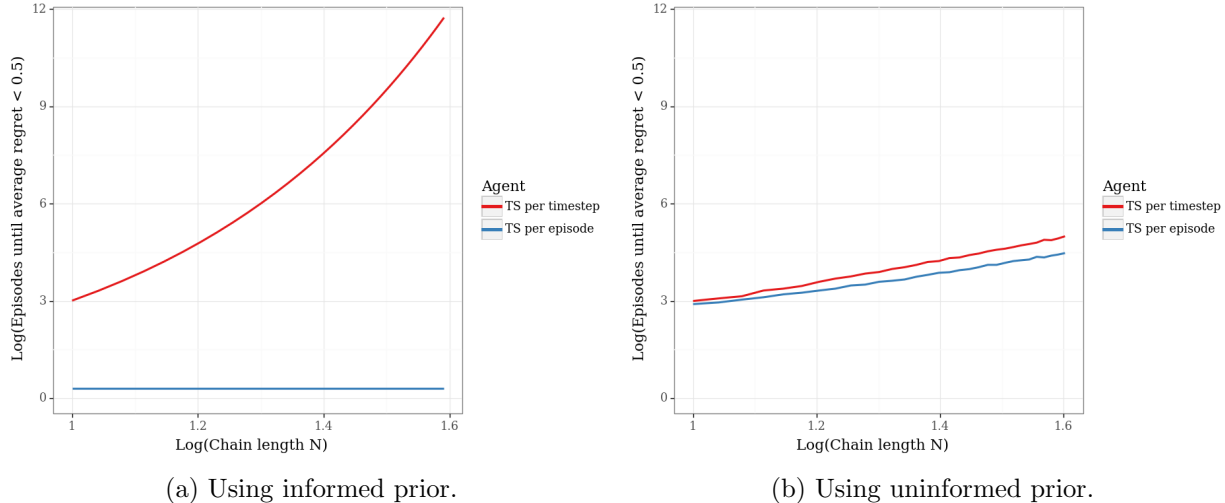 Log(Episodes until average regret < 0.5)
12
9
6
3
0
1
1.2
1.4
1.6
Log(Chain length N)
Agent
TS per timestep
TS per episode
(a) Using informed prior.
Log(Episodes until average regret < 0.5)
12
9
6
3
0
1
1.2
1.4
1.6
Log(Chain length N)
Agent
TS per timestep
TS per episode
(b) Using uninformed prior.